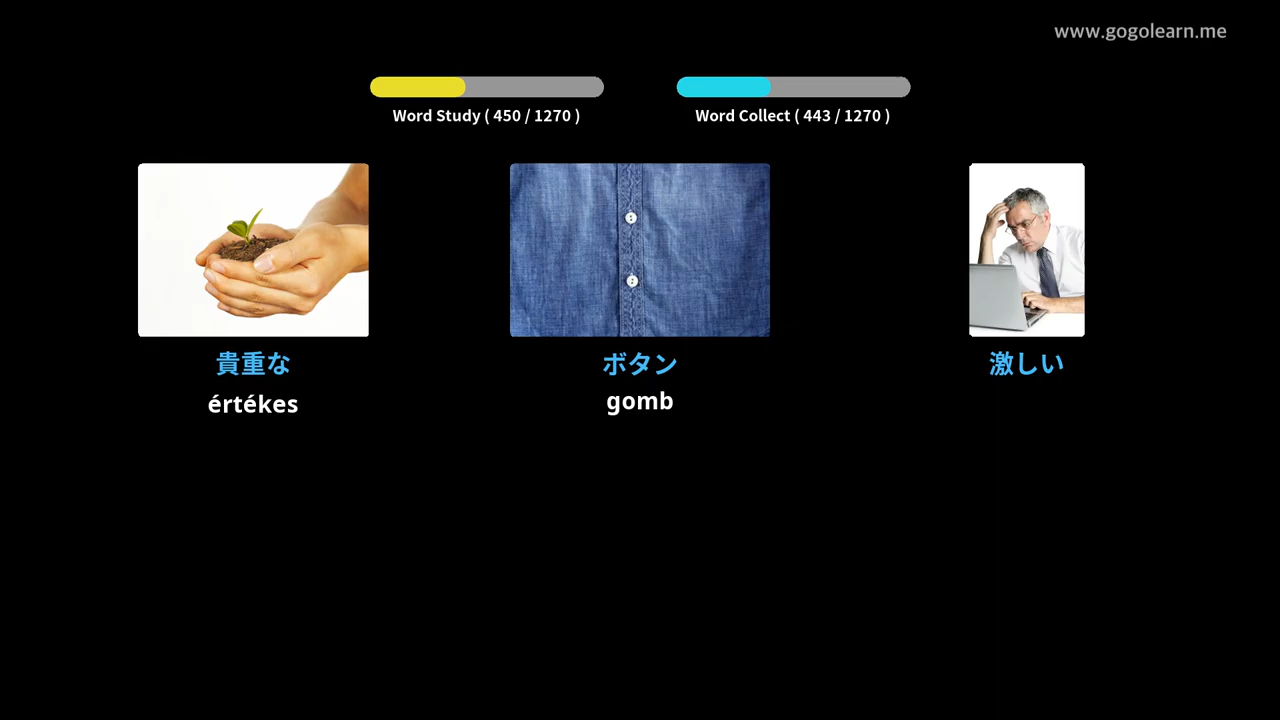 www.gogolearn.me
Word Study ( 450 / 1270 )
Word Collect ( 443 / 1270 )
貴重な
értékes
ボタン
gomb
激しい